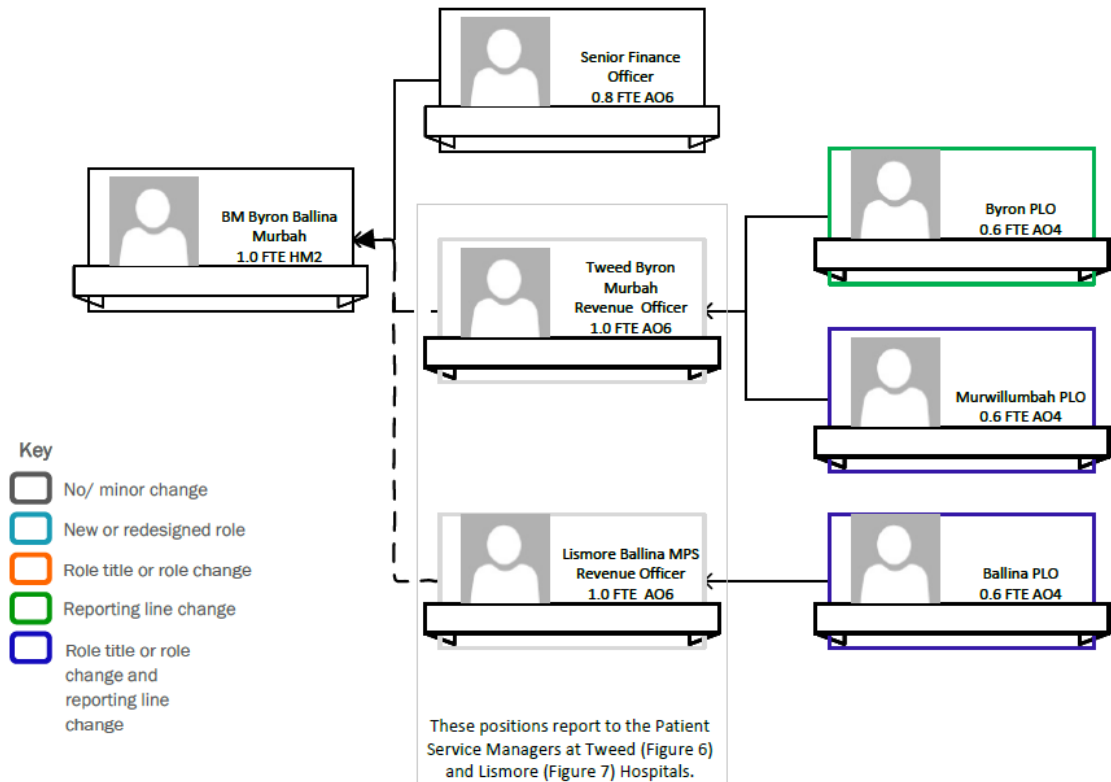 Senior Finance
Officer
0.8 FTE AO6
BM Byron Ballina
Murbah
1.0 FTE HM2
Tweed Byron
Murbah
Revenue Officer
1.0 FTE AO6
Byron PLO
0.6 FTE AO4
Murwillumbah PLO
0.6 FTE AO4
Lismore Ballina MPS
Revenue Officer
1.0 FTE AO6
Ballina PLO
0.6 FTE AO4
Key
No/ minor change
New or redesigned role
Role title or role change
Reporting line change
Role title or role
change and
reporting line
change
These positions report to the Patient
Service Managers at Tweed (Figure 6)
and Lismore (Figure 7) Hospitals.